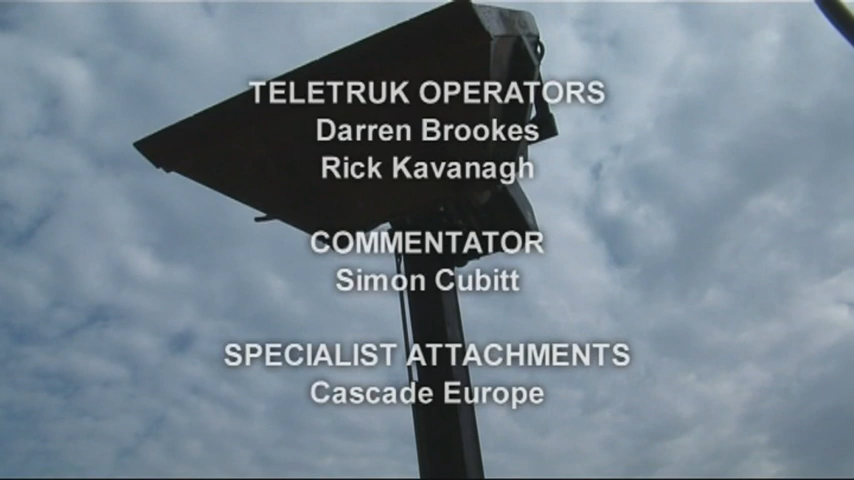 TELETRUK OPERATORS
Darren Brookes
Rick Kavanagh
COMMENTATOR
Simon Cubitt
SPECIALIST ATTACHMENTS
Cascade Europe